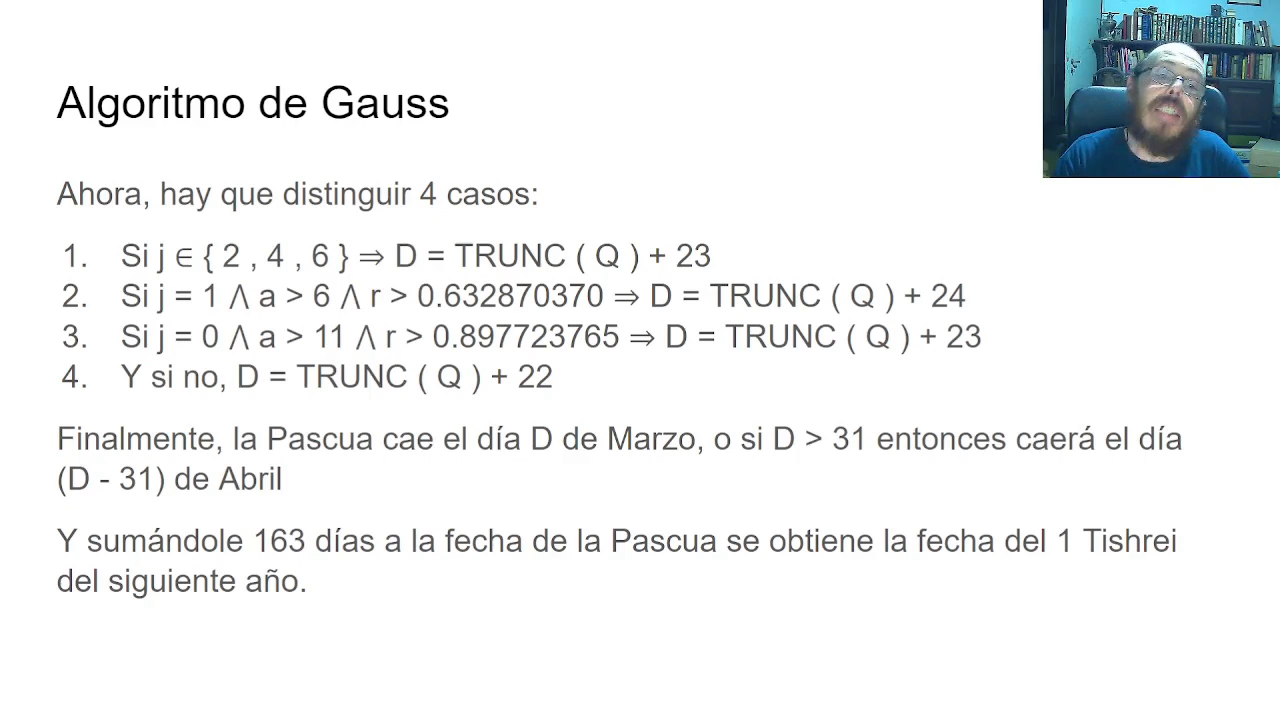 Algoritmo de Gauss
Ahora, hay que distinguir 4 casos:
1. Si j ∈ { 2 , 4 , 6 } ⇒ D = TRUNC ( Q ) + 23
2. Si j = 1 ⋀ a > 6 ⋀ r > 0.632870370 ⇒ D = TRUNC ( Q ) + 24
3. Si j = 0 ⋀ a > 11 ⋀ r > 0.897723765 ⇒ D = TRUNC ( Q ) + 23
4. Y si no, D = TRUNC ( Q ) + 22
Finalmente, la Pascua cae el día D de Marzo, o si D > 31 entonces caerá el día
(D - 31) de Abril
Y sumándole 163 días a la fecha de la Pascua se obtiene la fecha del 1 Tishrei
del siguiente año.